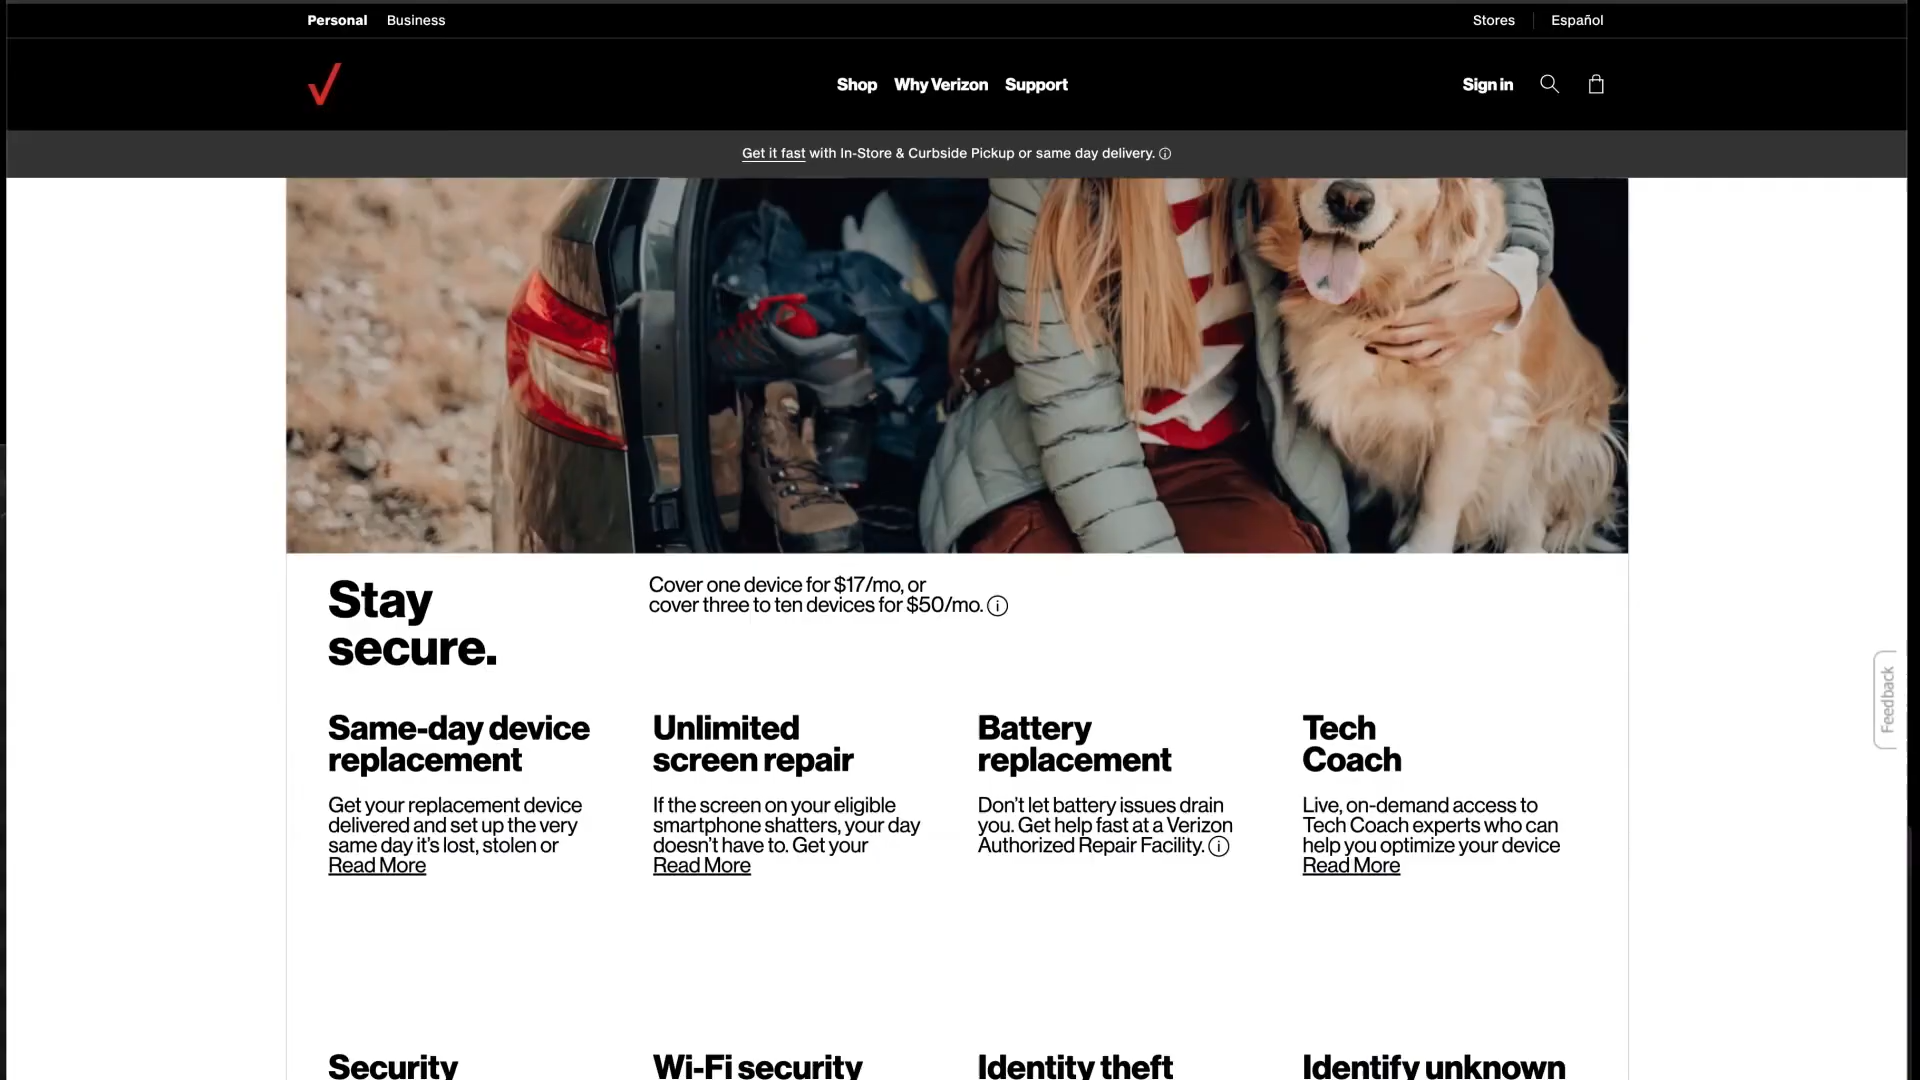 Personal Business
Stores Español
Shop Why Verizon Support
Sign in
Get it fast with In-Store & Curbside Pickup or same day delivery.
Stay
secure.
Cover one device for $17/mo, or
cover three to ten devices for $50/mo.
Feedback
Same-day device
replacement
Get your replacement device
delivered and set up the very
same day it's lost, stolen or
Read More
Unlimited
screen repair
If the screen on your eligible
smartphone shatters, your day
doesn't have to. Get your
Read More
Battery
replacement
Don't let battery issues drain
you. Get help fast at a Verizon
Authorized Repair Facility.
Tech
Coach
Live, on-demand access to
Tech Coach experts who can
help you optimize your device
Read More
Security
Wi-Fi security
Identity theft
Identify unknown